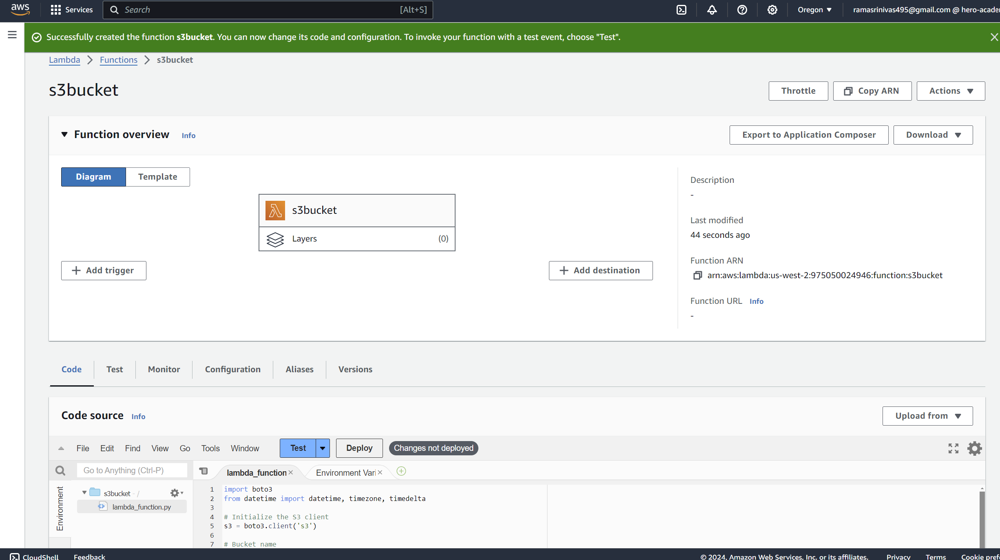 aws Services Search [Alt+S] Oregon ramasrinivas495@gmail.com @ hero-acade
Successfully created the function s3bucket. You can now change its code and configuration. To invoke your function with a test event, choose "Test".
Lambda Functions s3bucket
s3bucket
Throttle Copy ARN Actions
Function overview Info Export to Application Composer Download
Diagram Template
s3bucket
Layers (0)
Add trigger Add destination
Description
-
Last modified
44 seconds ago
Function ARN
arn:aws:lambda:us-west-2:975050024946:function:s3bucket
Function URL Info
-
Code Test Monitor Configuration Aliases Versions
Code source Info Upload from
File Edit Find View Go Tools Window Test Deploy Changes not deployed
Go to Anything (Ctrl-P) lambda_function × Environment Vari ×
Environment
s3bucket - /
lambda_function.py
1 import boto3
2 from datetime import datetime, timezone, timedelta
3
4 # Initialize the S3 client
5 s3 = boto3.client('s3')
6
7 # Bucket name
CloudShell Feedback © 2024, Amazon Web Services, Inc. or its affiliates. Privacy Terms Cookie pref